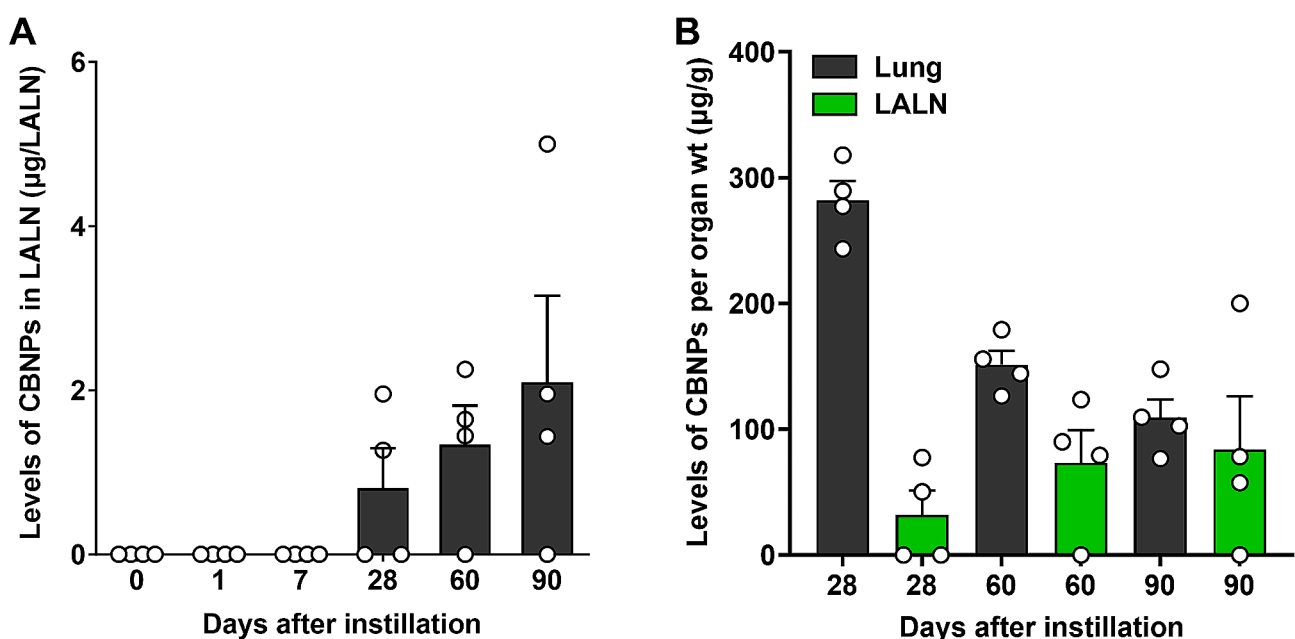 A
Levels of CBNPs in LALN (µg/LALN)
6
4
2
0
0 1 7 28 60 90
Days after instillation
B
Levels of CBNPs per organ wt (µg/g)
400
300
200
100
0
Lung
LALN
28 28 60 60 90 90
Days after instillation